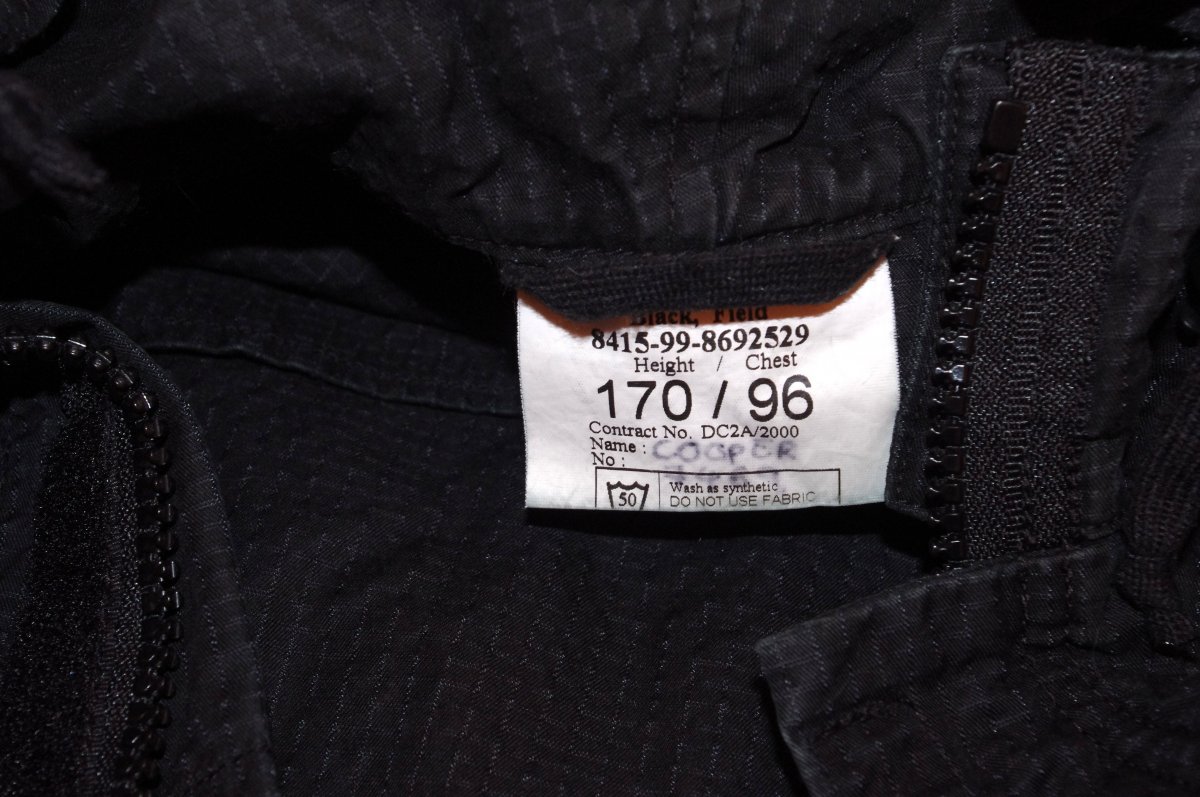 Black, Field
8415-99-8692529
Height / Chest
170 / 96
Contract No. DC2A/2000
Name : COOPER
No :
50
Wash as synthetic
DO NOT USE FABRIC